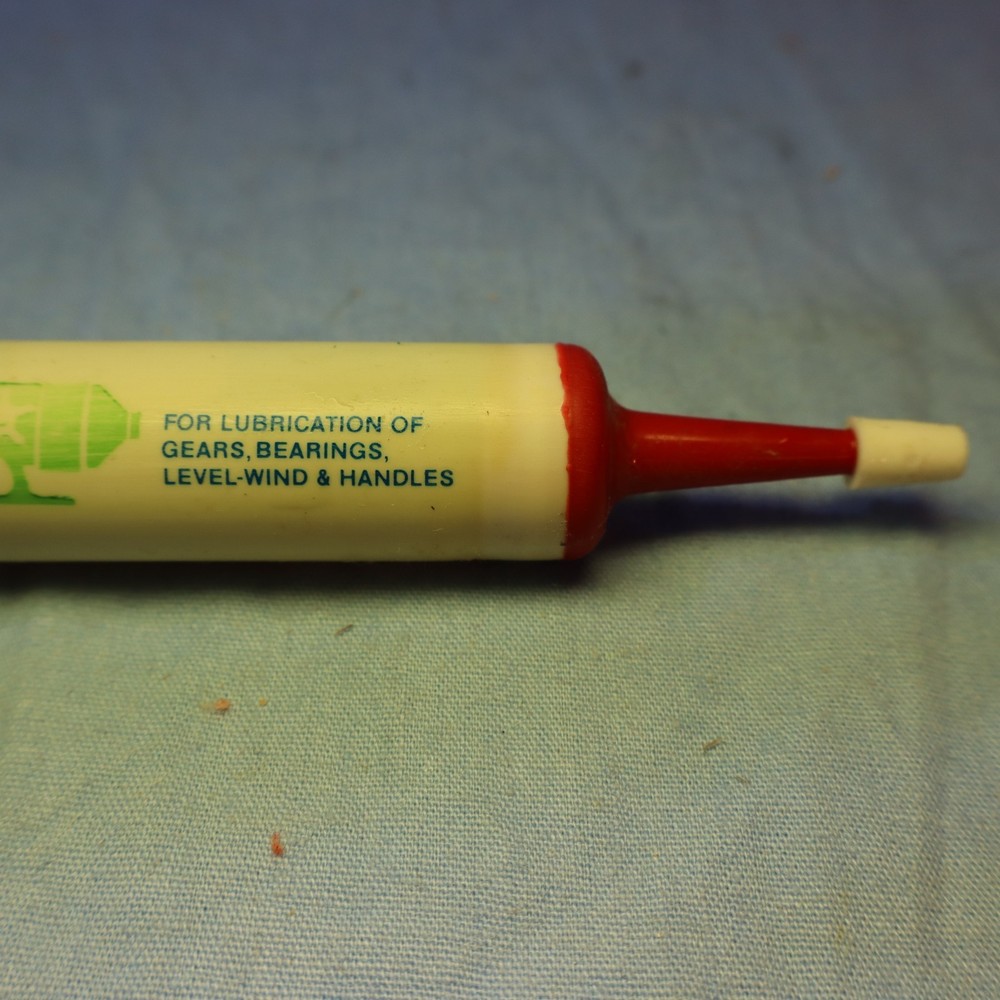 FOR LUBRICATION OF
GEARS, BEARINGS,
LEVEL-WIND & HANDLES